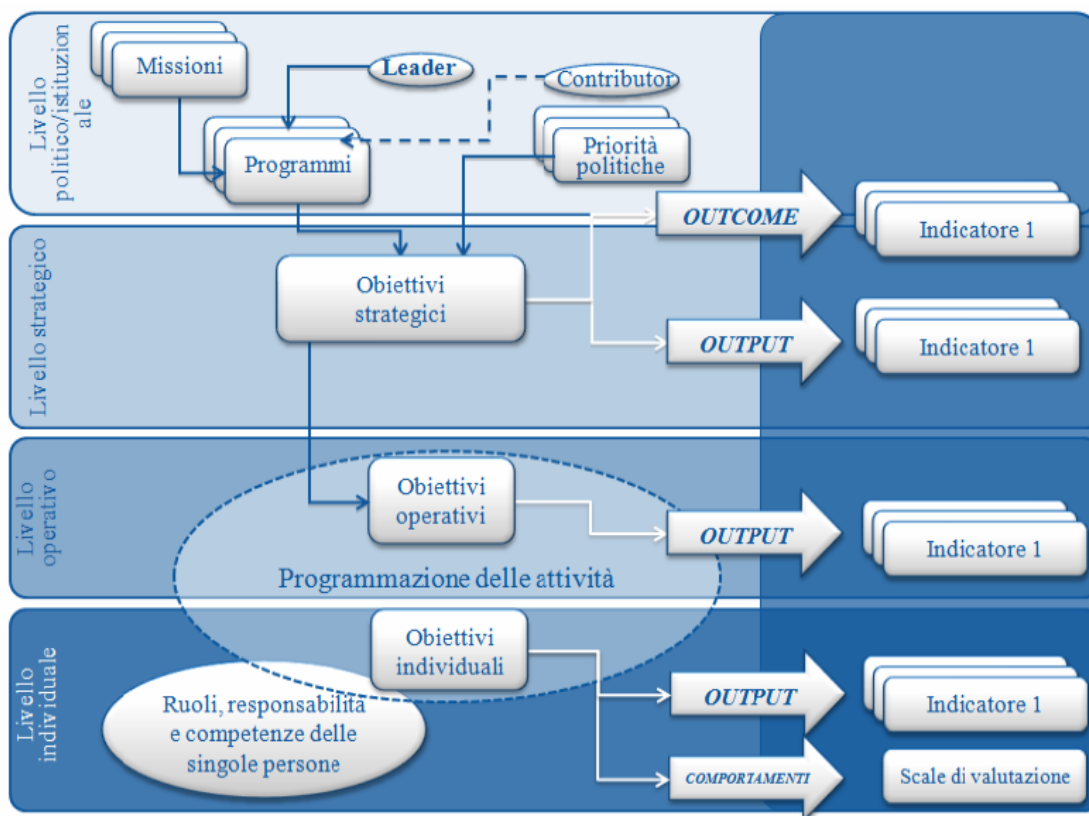 Livello
politico/istituzion
ale
Missioni
Leader
Contributor
Programmi
Priorità
politiche
OUTCOME
Indicatore 1
Livello strategico
Obiettivi
strategici
OUTPUT
Indicatore 1
Livello
operativo
Obiettivi
operativi
OUTPUT
Indicatore 1
Programmazione delle attività
Livello
individuale
Obiettivi
individuali
Ruoli, responsabilità
e competenze delle
singole persone
OUTPUT
Indicatore 1
COMPORTAMENTI
Scale di valutazione